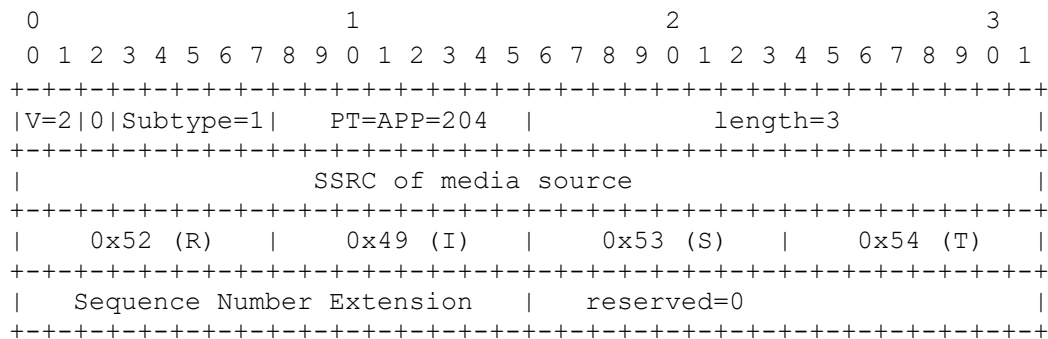 0                   1                   2                   3
 0 1 2 3 4 5 6 7 8 9 0 1 2 3 4 5 6 7 8 9 0 1 2 3 4 5 6 7 8 9 0 1
+-+-+-+-+-+-+-+-+-+-+-+-+-+-+-+-+-+-+-+-+-+-+-+-+-+-+-+-+-+-+-+-+
|V=2|0|Subtype=1|   PT=APP=204  |           length=3            |
+-+-+-+-+-+-+-+-+-+-+-+-+-+-+-+-+-+-+-+-+-+-+-+-+-+-+-+-+-+-+-+-+
|                  SSRC of media source                         |
+-+-+-+-+-+-+-+-+-+-+-+-+-+-+-+-+-+-+-+-+-+-+-+-+-+-+-+-+-+-+-+-+
|    0x52 (R)   |    0x49 (I)   |    0x53 (S)   |    0x54 (T)   |
+-+-+-+-+-+-+-+-+-+-+-+-+-+-+-+-+-+-+-+-+-+-+-+-+-+-+-+-+-+-+-+-+
|   Sequence Number Extension   |   reserved=0                  |
+-+-+-+-+-+-+-+-+-+-+-+-+-+-+-+-+-+-+-+-+-+-+-+-+-+-+-+-+-+-+-+-+